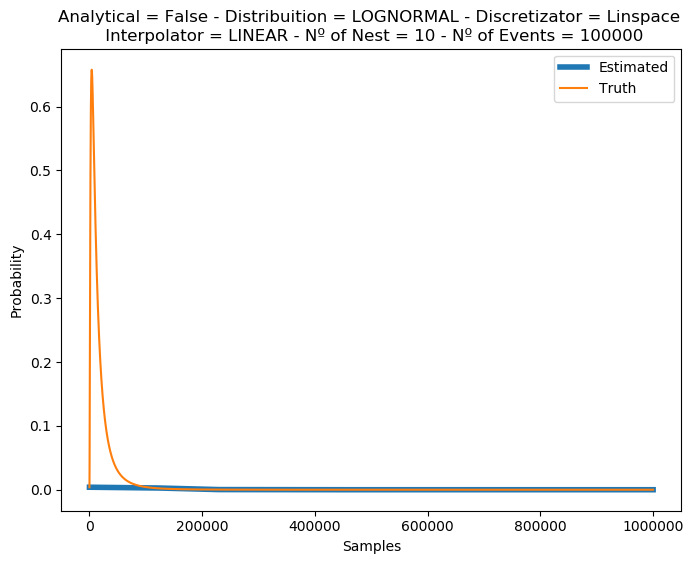 Analytical = False - Distribuition = LOGNORMAL - Discretizator = Linspace
Interpolator = LINEAR - Nº of Nest = 10 - Nº of Events = 100000
Estimated
Truth
Probability
0.6
0.5
0.4
0.3
0.2
0.1
0.0
0
200000
400000
600000
800000
1000000
Samples